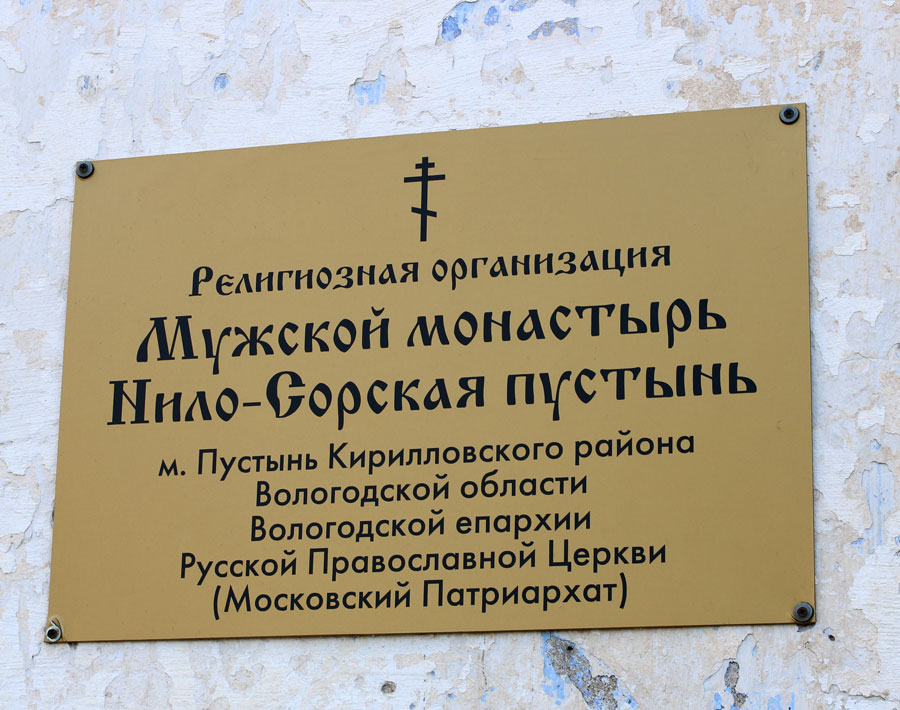 Религиозная организация
Мужской монастырь
Нило-Сорская пустынь
м. Пустынь Кирилловского района
Вологодской области
Вологодской епархии
Русской Православной Церкви
(Московский Патриархат)